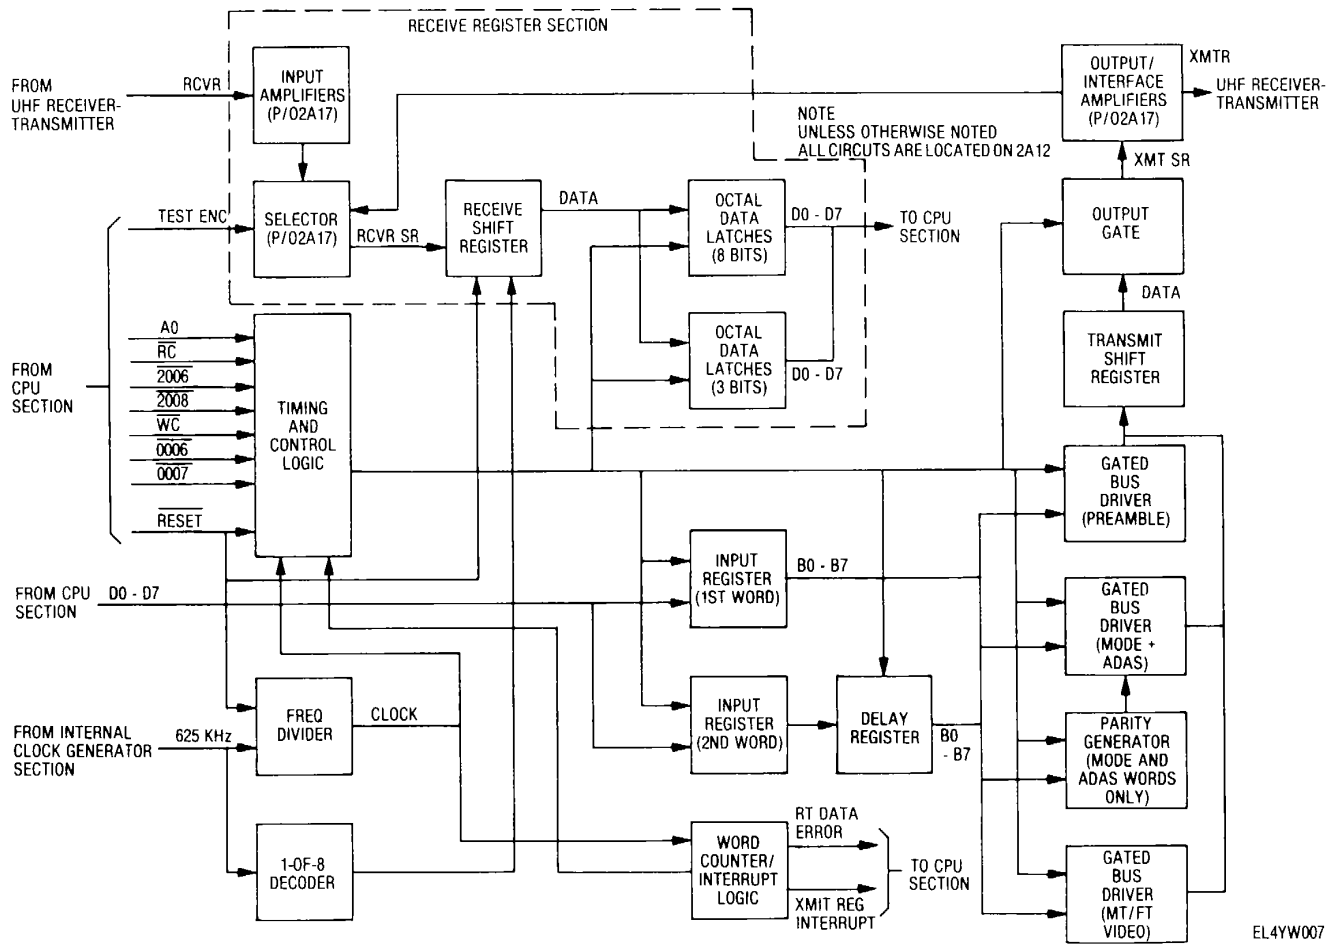 RECEIVE REGISTER SECTION
FROM
UHF RECEIVER-
TRANSMITTER
RCVR
INPUT
AMPLIFIERS
(P/O2A17)
OUTPUT/
INTERFACE
AMPLIFIERS
(P/O2A17)
XMTR
UHF RECEIVER-
TRANSMITTER
NOTE
UNLESS OTHERWISE NOTED
ALL CIRCUTS ARE LOCATED ON 2A12
XMT SR
TEST ENC
SELECTOR
(P/O2A17)
RCVR SR
RECEIVE
SHIFT
REGISTER
DATA
OCTAL
DATA
LATCHES
(8 BITS)
D0 - D7
TO CPU
SECTION
OUTPUT
GATE
DATA
FROM
CPU
SECTION
A0
RC
2006
2008
WC
0006
0007
RESET
TIMING
AND
CONTROL
LOGIC
OCTAL
DATA
LATCHES
(3 BITS)
D0 - D7
TRANSMIT
SHIFT
REGISTER
GATED
BUS
DRIVER
(PREAMBLE)
FROM CPU
SECTION
D0 - D7
INPUT
REGISTER
(1ST WORD)
B0 - B7
GATED
BUS
DRIVER
(MODE +
ADAS)
FROM INTERNAL
CLOCK GENERATOR
SECTION
625 KHz
FREQ
DIVIDER
CLOCK
INPUT
REGISTER
(2ND WORD)
DELAY
REGISTER
B0
- B7
PARITY
GENERATOR
(MODE AND
ADAS WORDS
ONLY)
1-OF-8
DECODER
WORD
COUNTER/
INTERRUPT
LOGIC
RT DATA
ERROR
XMIT REG
INTERRUPT
TO CPU
SECTION
GATED
BUS
DRIVER
(MT/FT
VIDEO)
EL4YW007